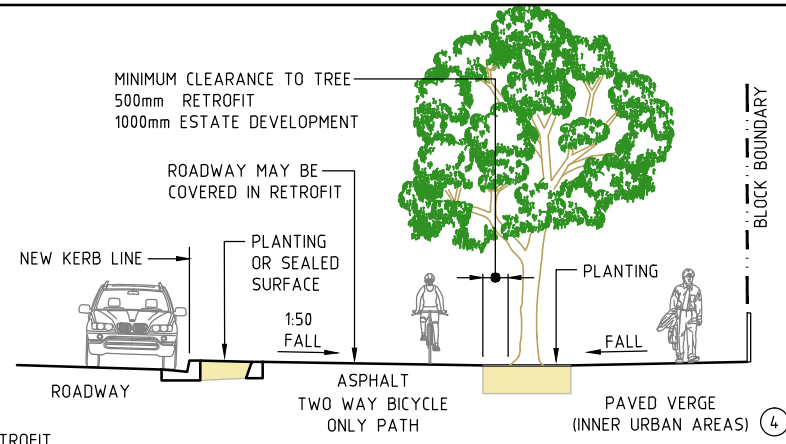 MINIMUM CLEARANCE TO TREE
500mm RETROFIT
1000mm ESTATE DEVELOPMENT
ROADWAY MAY BE
COVERED IN RETROFIT
BLOCK BOUNDARY
NEW KERB LINE
PLANTING
OR SEALED
SURFACE
PLANTING
1:50
FALL
FALL
ROADWAY
ASPHALT
TWO WAY BICYCLE
ONLY PATH
PAVED VERGE
(INNER URBAN AREAS)
4
TROFIT